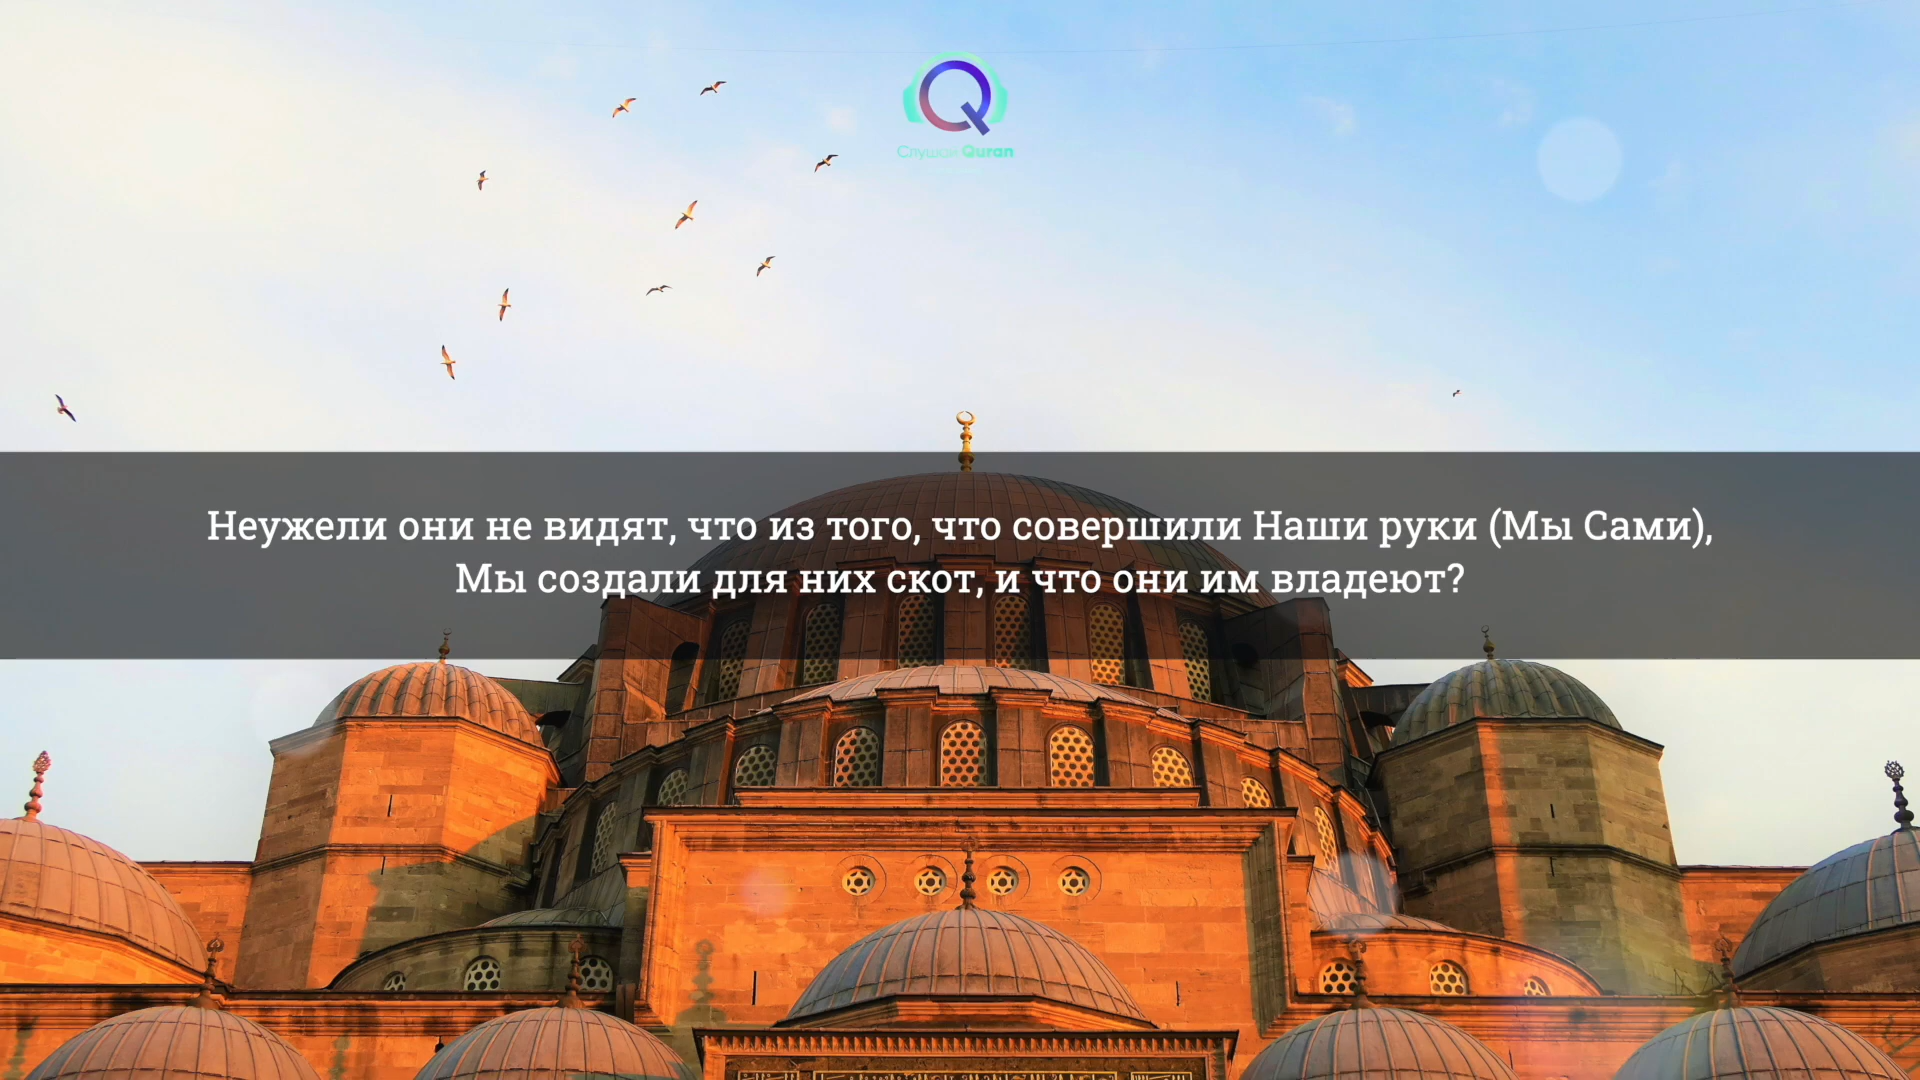 Слушай Quran
Неужели они не видят, что из того, что совершили Наши руки (Мы Сами),
Мы создали для них скот, и что они им владеют?